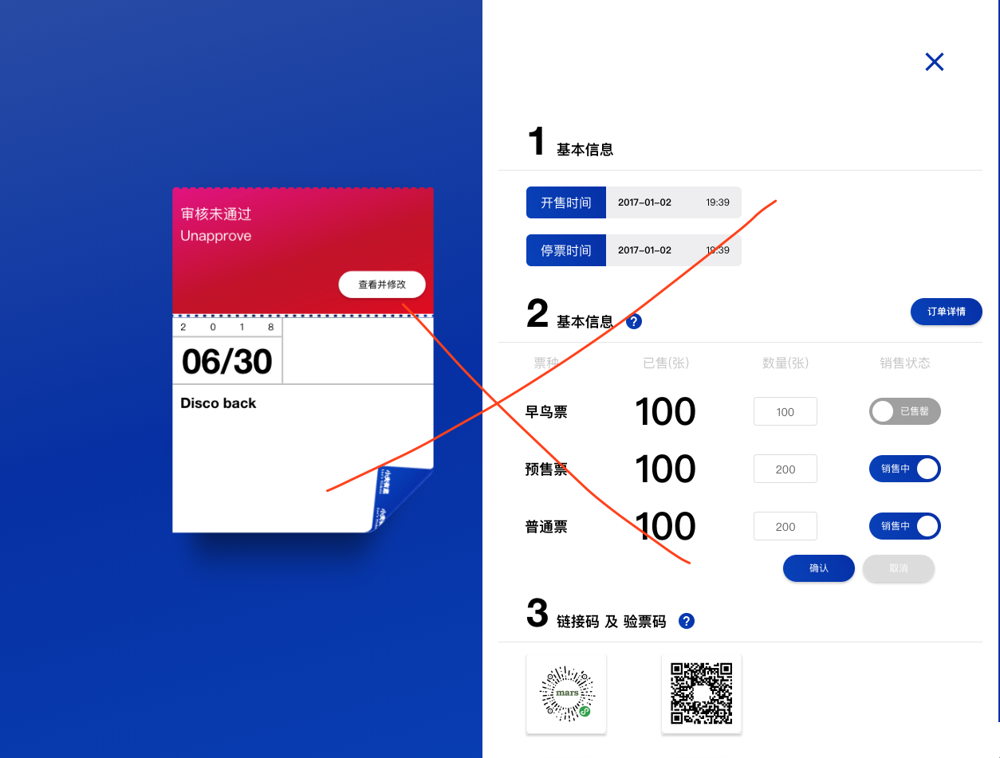 审核未通过
Unapprove
查看并修改
2 0 1 8
06/30
Disco back
1 基本信息
开售时间 2017-01-02 19:39
停票时间 2017-01-02 19:39
2 基本信息 ?
订单详情
票种 已售(张) 数量(张) 销售状态
早鸟票 100 100 已售罄
预售票 100 200 销售中
普通票 100 200 销售中
确认 取消
3 链接码 及 验票码 ?
mars